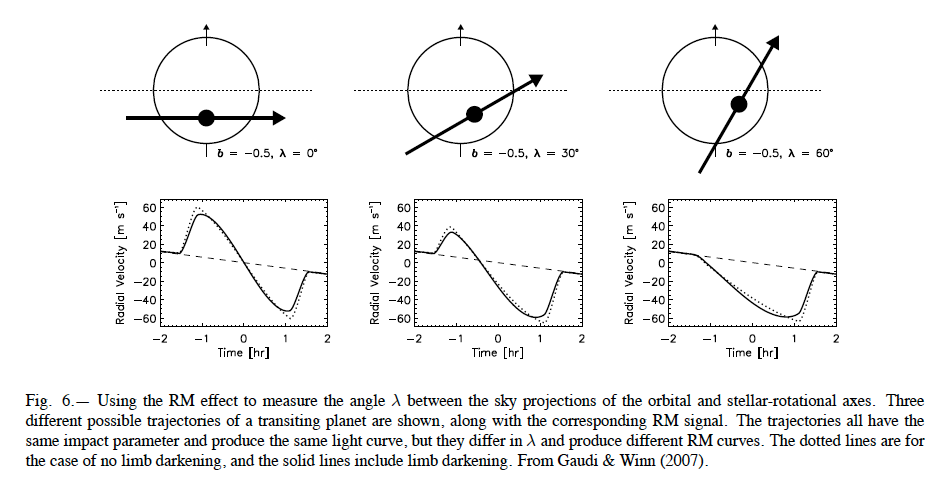 b = −0.5, λ = 0°
b = −0.5, λ = 30°
b = −0.5, λ = 60°
Radial Velocity [m s⁻¹]
60
40
20
0
−20
−40
−60
−2
−1
0
1
2
Time [hr]
Radial Velocity [m s⁻¹]
60
40
20
0
−20
−40
−60
−2
−1
0
1
2
Time [hr]
Radial Velocity [m s⁻¹]
60
40
20
0
−20
−40
−60
−2
−1
0
1
2
Time [hr]
Fig. 6.— Using the RM effect to measure the angle λ between the sky projections of the orbital and stellar-rotational axes. Three
different possible trajectories of a transiting planet are shown, along with the corresponding RM signal. The trajectories all have the
same impact parameter and produce the same light curve, but they differ in λ and produce different RM curves. The dotted lines are for
the case of no limb darkening, and the solid lines include limb darkening. From Gaudi & Winn (2007).